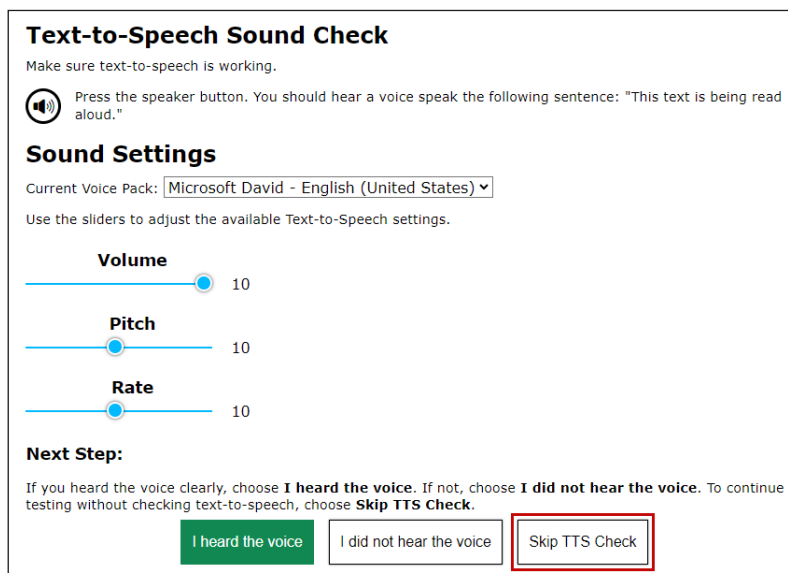 Text-to-Speech Sound Check
Make sure text-to-speech is working.
Press the speaker button. You should hear a voice speak the following sentence: "This text is being read
aloud."
Sound Settings
Current Voice Pack: Microsoft David - English (United States)
Use the sliders to adjust the available Text-to-Speech settings.
Volume
10
Pitch
10
Rate
10
Next Step:
If you heard the voice clearly, choose I heard the voice. If not, choose I did not hear the voice. To continue
testing without checking text-to-speech, choose Skip TTS Check.
I heard the voice I did not hear the voice Skip TTS Check